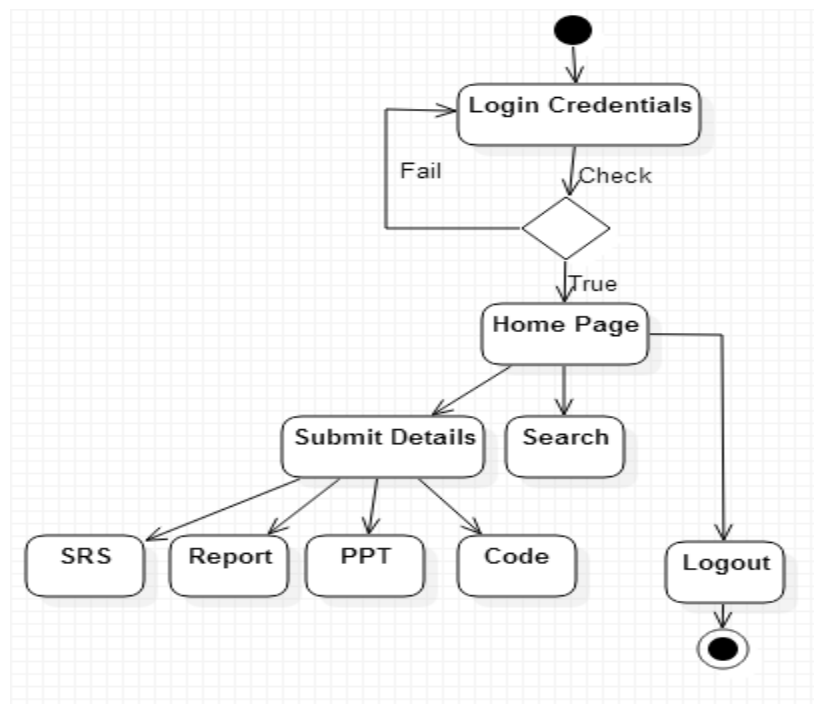 Login Credentials
Fail
Check
True
Home Page
Submit Details
Search
SRS
Report
PPT
Code
Logout